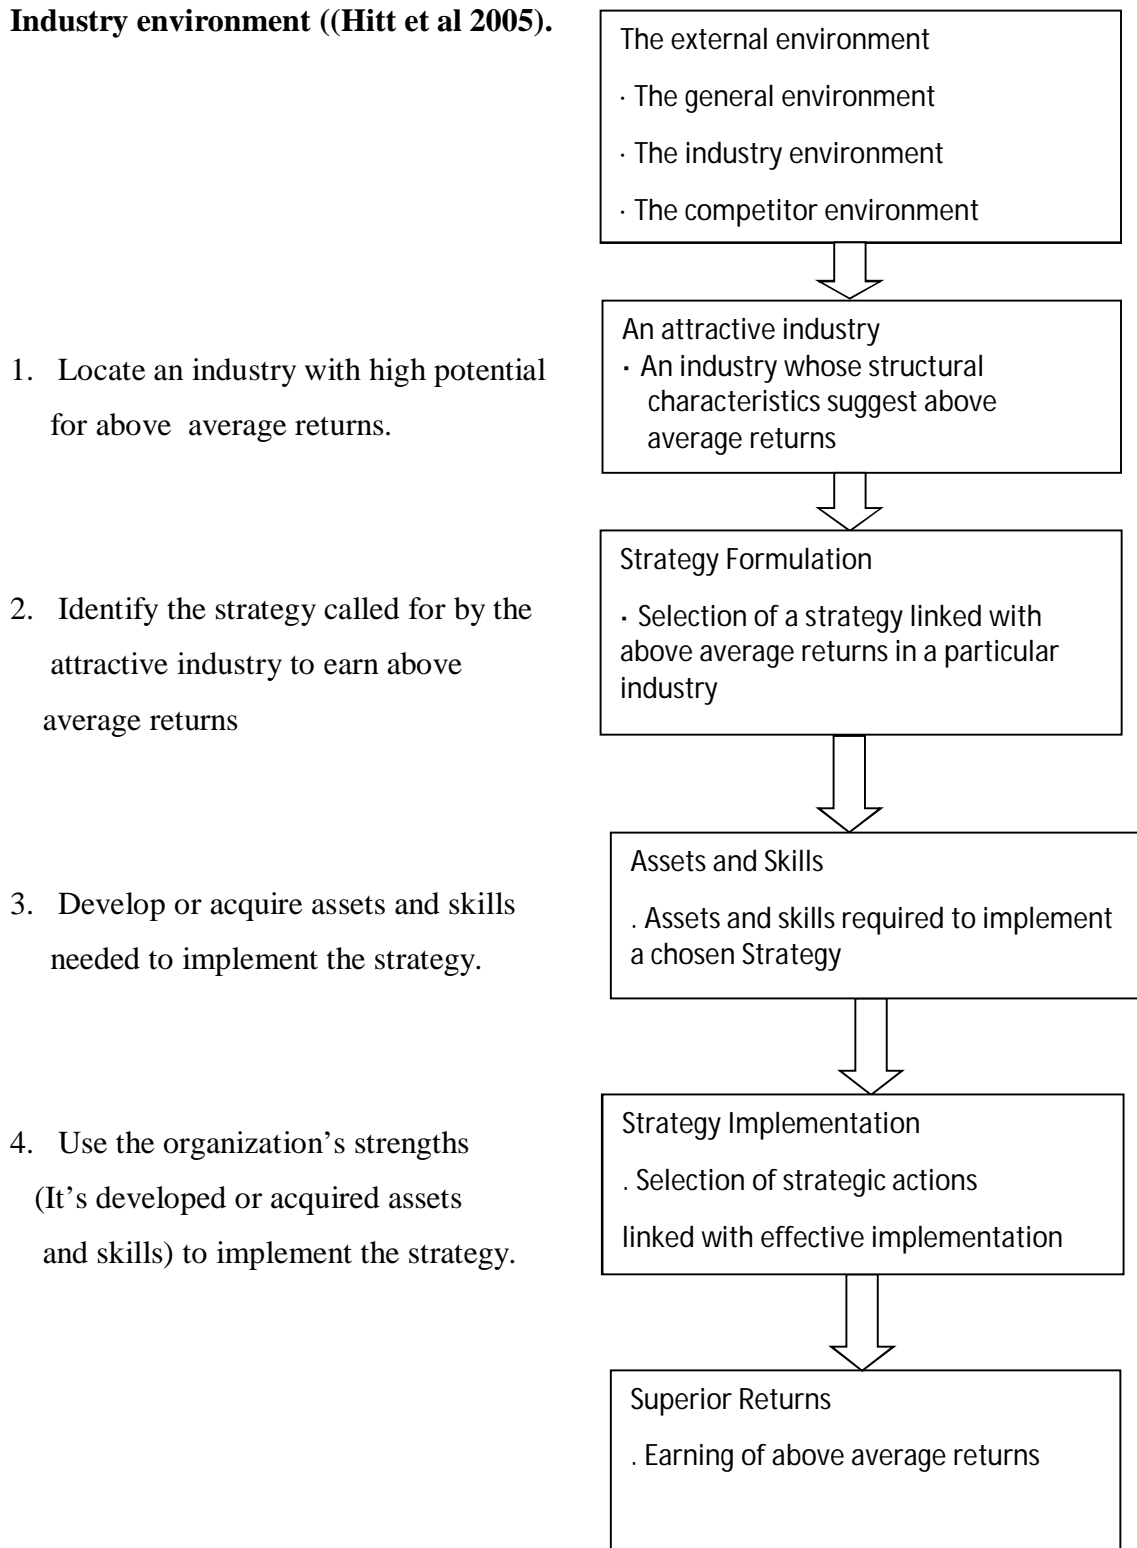 Industry environment ((Hitt et al 2005).
The external environment
· The general environment
· The industry environment
· The competitor environment
1. Locate an industry with high potential
for above average returns.
An attractive industry
· An industry whose structural
characteristics suggest above
average returns
2. Identify the strategy called for by the
attractive industry to earn above
average returns
Strategy Formulation
· Selection of a strategy linked with
above average returns in a particular
industry
3. Develop or acquire assets and skills
needed to implement the strategy.
Assets and Skills
. Assets and skills required to implement
a chosen Strategy
4. Use the organization’s strengths
(It’s developed or acquired assets
and skills) to implement the strategy.
Strategy Implementation
. Selection of strategic actions
linked with effective implementation
Superior Returns
. Earning of above average returns